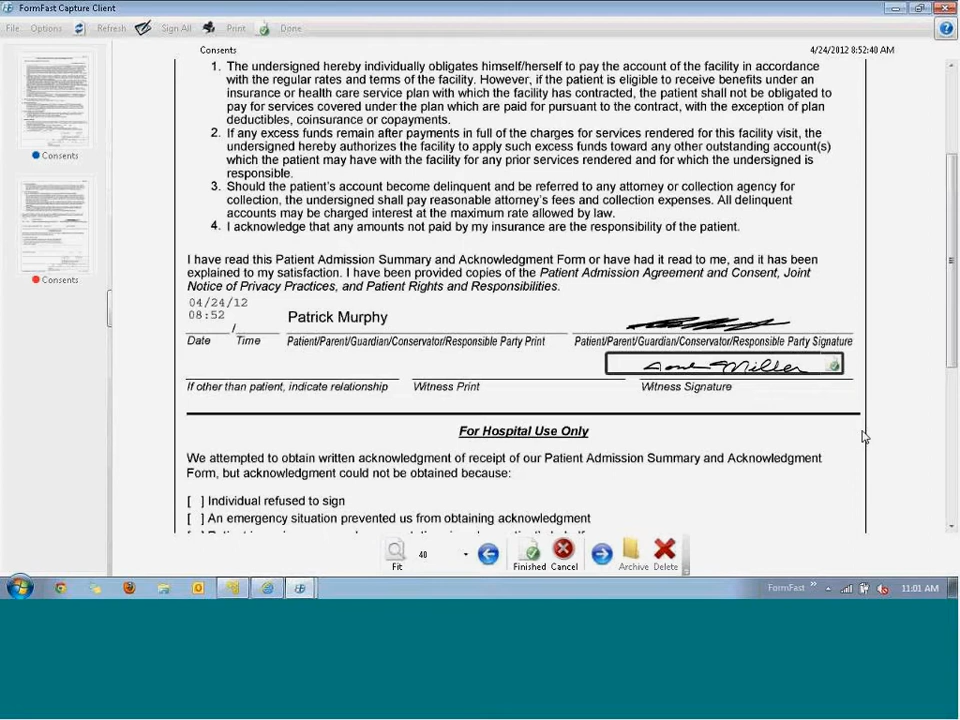 FormFast Capture Client
File Options Refresh Sign All Print Done
Consents 4/24/2012 8:52:40 AM
1. The undersigned hereby individually obligates himself/herself to pay the account of the facility in accordance
with the regular rates and terms of the facility. However, if the patient is eligible to receive benefits under an
insurance or health care service plan with which the facility has contracted, the patient shall not be obligated to
pay for services covered under the plan which are paid for pursuant to the contract, with the exception of plan
deductibles, coinsurance or copayments.
2. If any excess funds remain after payments in full of the charges for services rendered for this facility visit, the
undersigned hereby authorizes the facility to apply such excess funds toward any other outstanding account(s)
which the patient may have with the facility for any prior services rendered and for which the undersigned is
responsible.
3. Should the patient's account become delinquent and be referred to any attorney or collection agency for
collection, the undersigned shall pay reasonable attorney's fees and collection expenses. All delinquent
accounts may be charged interest at the maximum rate allowed by law.
4. I acknowledge that any amounts not paid by my insurance are the responsibility of the patient.
Consents
Consents
I have read this Patient Admission Summary and Acknowledgment Form or have had it read to me, and it has been
explained to my satisfaction. I have been provided copies of the Patient Admission Agreement and Consent, Joint
Notice of Privacy Practices, and Patient Rights and Responsibilities.
04/24/12
08:52 Patrick Murphy
/
Date Time Patient/Parent/Guardian/Conservator/Responsible Party Print Patient/Parent/Guardian/Conservator/Responsible Party Signature
Miller
If other than patient, indicate relationship Witness Print Witness Signature
For Hospital Use Only
We attempted to obtain written acknowledgment of receipt of our Patient Admission Summary and Acknowledgment
Form, but acknowledgment could not be obtained because:
[ ] Individual refused to sign
[ ] An emergency situation prevented us from obtaining acknowledgment
Fit 40 Finished Cancel Archive Delete
FormFast 11:01 AM